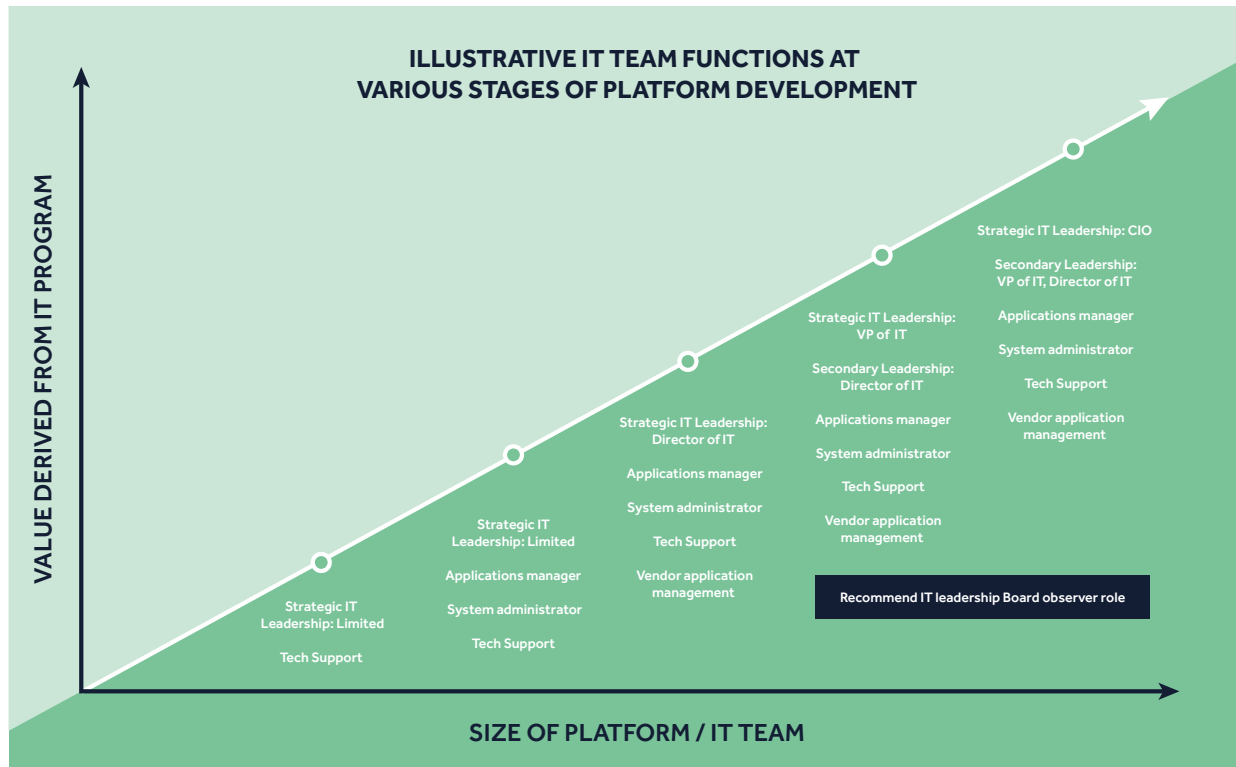 ILLUSTRATIVE IT TEAM FUNCTIONS AT
VARIOUS STAGES OF PLATFORM DEVELOPMENT
VALUE DERIVED FROM IT PROGRAM
Strategic IT
Leadership: Limited
Tech Support
Strategic IT
Leadership: Limited
Applications manager
System administrator
Tech Support
Strategic IT Leadership:
Director of IT
Applications manager
System administrator
Tech Support
Vendor application
management
Strategic IT Leadership:
VP of IT
Secondary Leadership:
Director of IT
Applications manager
System administrator
Tech Support
Vendor application
management
Strategic IT Leadership: CIO
Secondary Leadership:
VP of IT, Director of IT
Applications manager
System administrator
Tech Support
Vendor application
management
Recommend IT leadership Board observer role
SIZE OF PLATFORM / IT TEAM